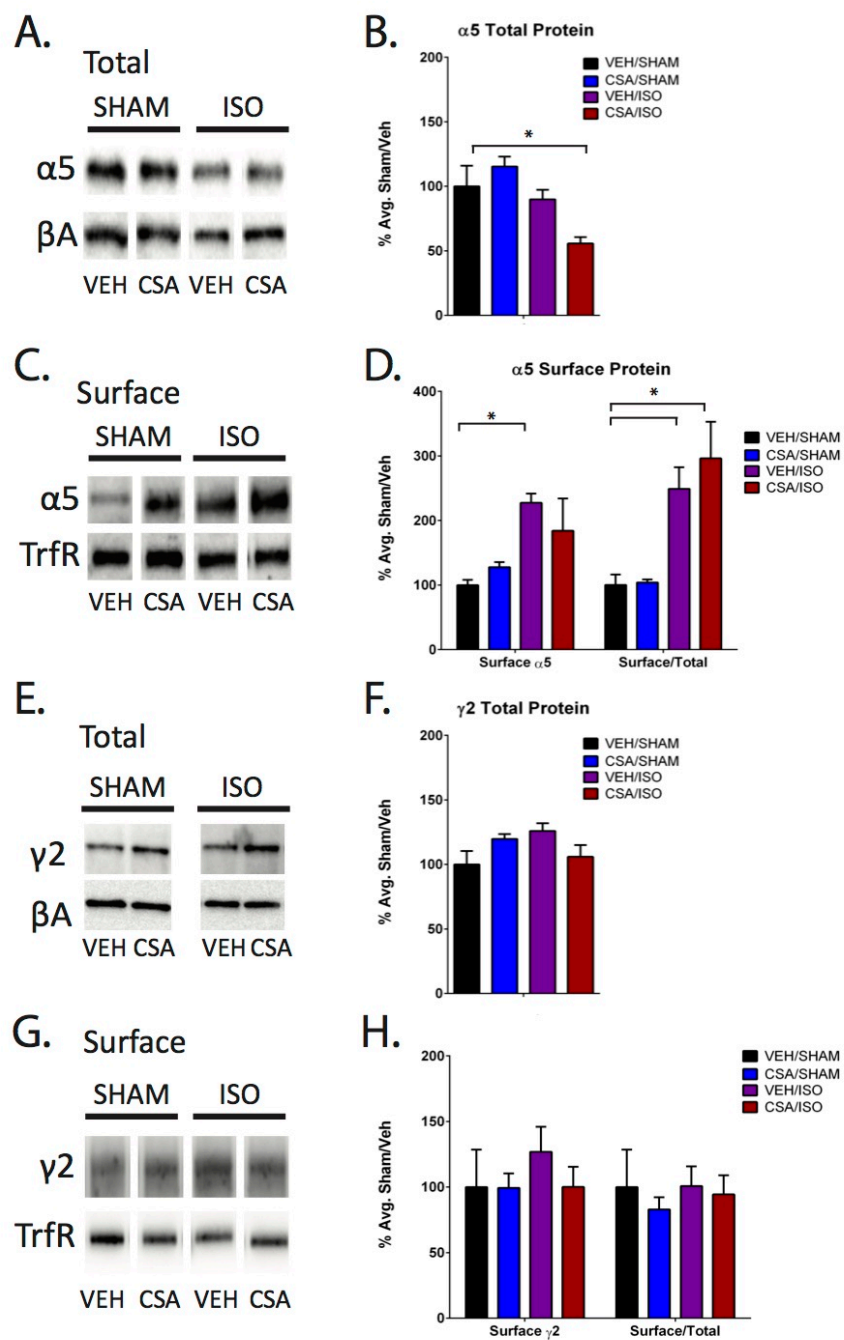 A.
Total
SHAM ISO
α5
βA
VEH CSA VEH CSA
B.
α5 Total Protein
200
150
100
50
0
% Avg. Sham/Veh
*
VEH/SHAM
CSA/SHAM
VEH/ISO
CSA/ISO
C.
Surface
SHAM ISO
α5
TrfR
VEH CSA VEH CSA
D.
α5 Surface Protein
400
300
200
100
0
% Avg. Sham/Veh
* *
Surface α5 Surface/Total
VEH/SHAM
CSA/SHAM
VEH/ISO
CSA/ISO
E.
Total
SHAM ISO
γ2
βA
VEH CSA VEH CSA
F.
γ2 Total Protein
200
150
100
50
0
% Avg. Sham/Veh
VEH/SHAM
CSA/SHAM
VEH/ISO
CSA/ISO
G.
Surface
SHAM ISO
γ2
TrfR
VEH CSA VEH CSA
H.
200
150
100
50
0
% Avg. Sham/Veh
Surface γ2 Surface/Total
VEH/SHAM
CSA/SHAM
VEH/ISO
CSA/ISO